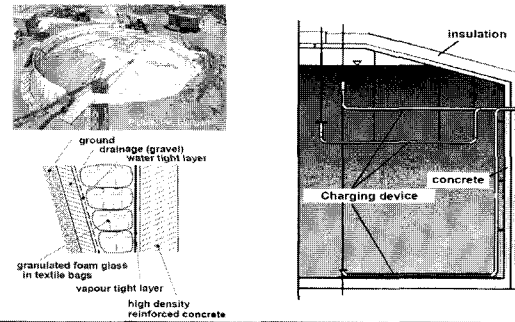 ground
drainage (gravel)
water tight layer
granulated foam glass
in textile bags
vapour tight layer
high density
reinforced concrete
insulation
concrete
Charging device